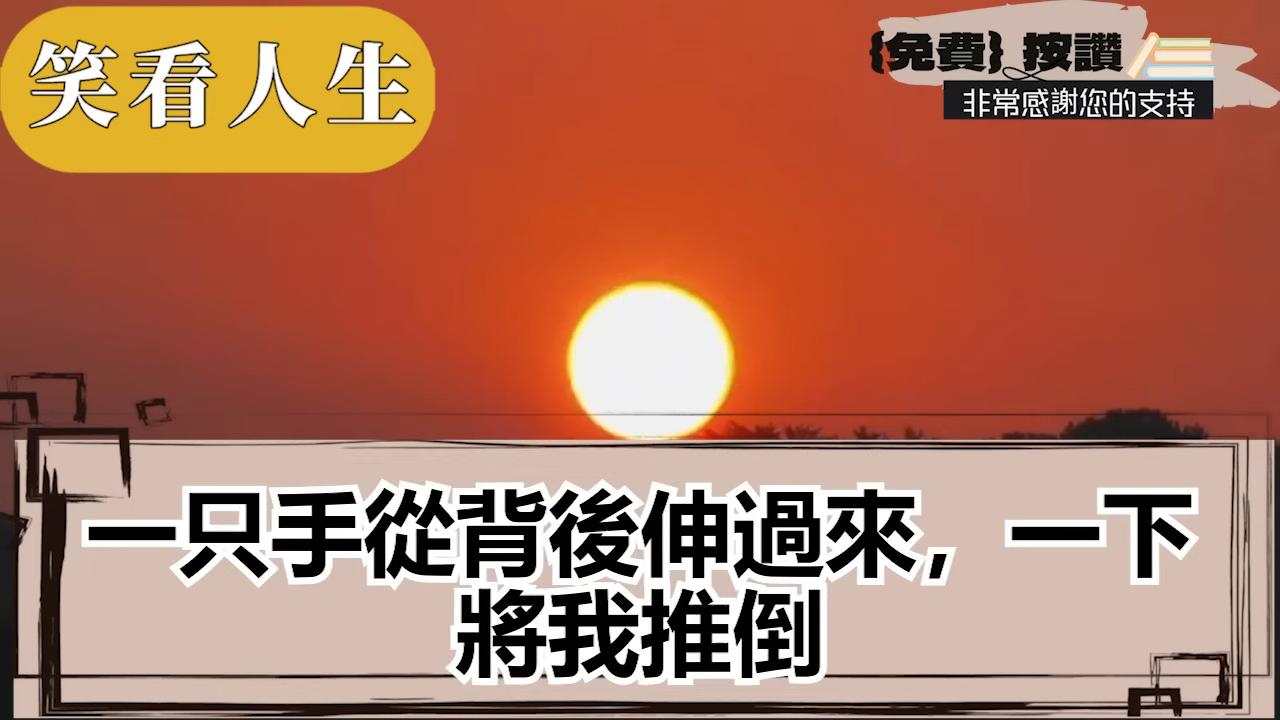 笑看人生
{免費} 按讚
非常感謝您的支持
一只手從背後伸過來，一下
將我推倒